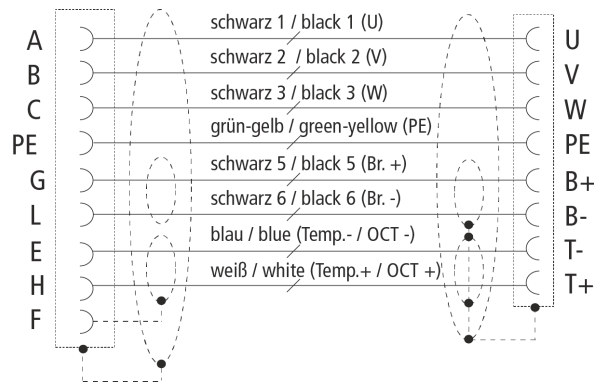 A schwarz 1 / black 1 (U) U
B schwarz 2 / black 2 (V) V
C schwarz 3 / black 3 (W) W
PE grün-gelb / green-yellow (PE) PE
G schwarz 5 / black 5 (Br. +) B+
L schwarz 6 / black 6 (Br. -) B-
E blau / blue (Temp.- / OCT -) T-
H weiß / white (Temp.+ / OCT +) T+
F